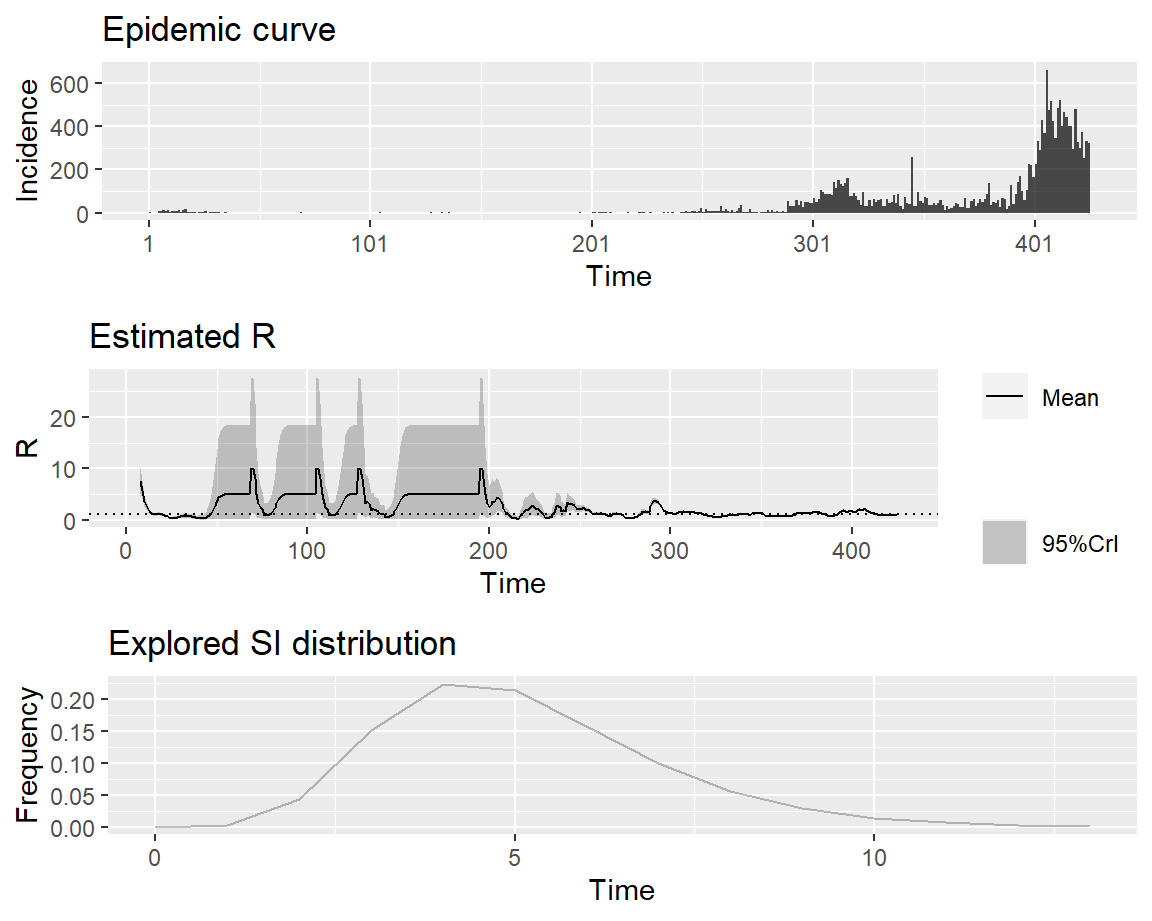 Epidemic curve
Incidence
600
400
200
0
1 101 201 301 401
Time
Estimated R
R
20
10
0
0 100 200 300 400
Time
Mean
95%CrI
Explored SI distribution
Frequency
0.20
0.15
0.10
0.05
0.00
0 5 10
Time